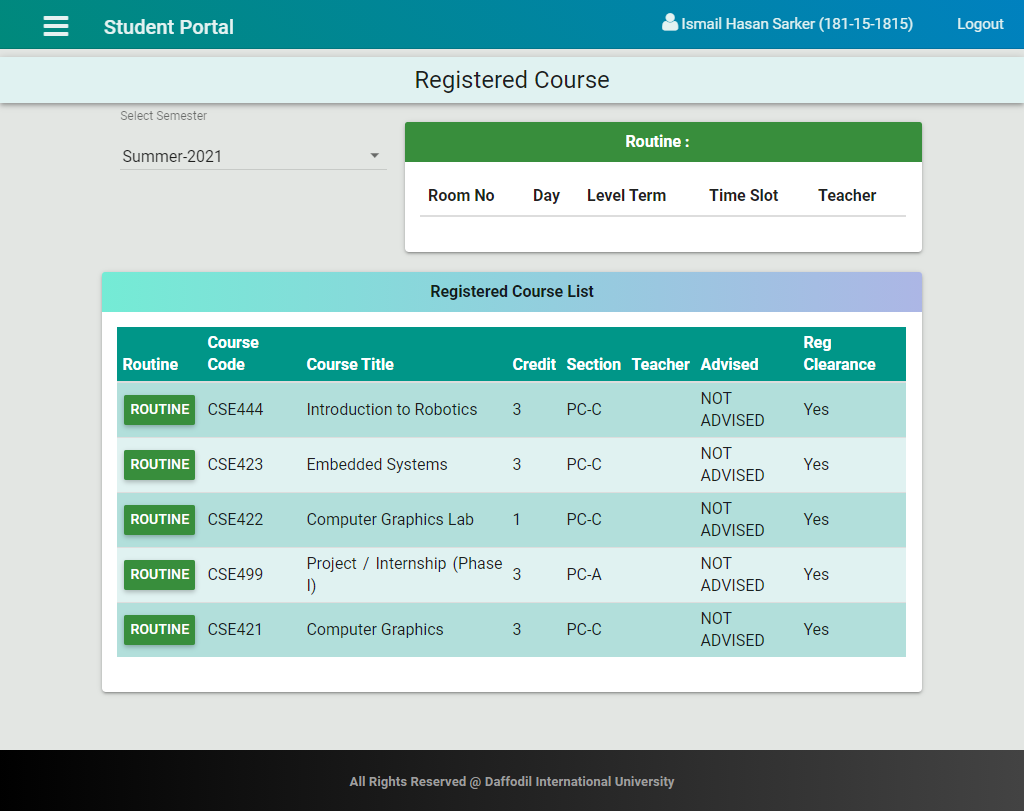 Student Portal
Ismail Hasan Sarker (181-15-1815)
Logout
Registered Course
Select Semester
Summer-2021
Routine :
Room No Day Level Term Time Slot Teacher
Registered Course List
Routine Course Code Course Title Credit Section Teacher Advised Reg Clearance
ROUTINE CSE444 Introduction to Robotics 3 PC-C NOT ADVISED Yes
ROUTINE CSE423 Embedded Systems 3 PC-C NOT ADVISED Yes
ROUTINE CSE422 Computer Graphics Lab 1 PC-C NOT ADVISED Yes
ROUTINE CSE499 Project / Internship (Phase I) 3 PC-A NOT ADVISED Yes
ROUTINE CSE421 Computer Graphics 3 PC-C NOT ADVISED Yes
All Rights Reserved @ Daffodil International University